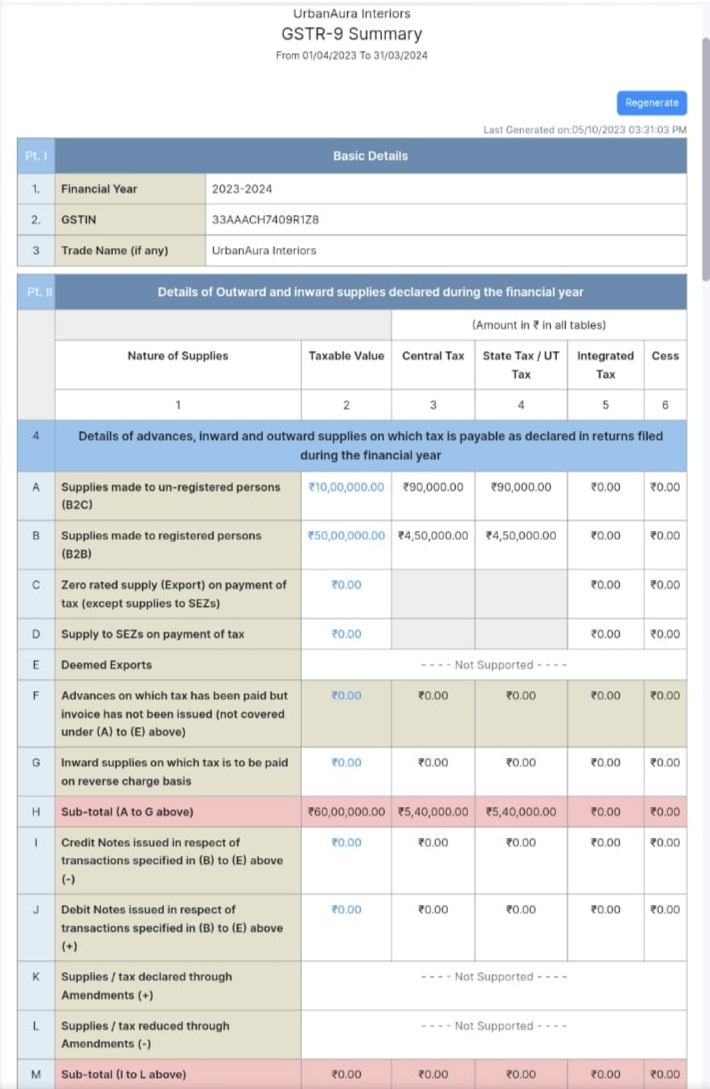 UrbanAura Interiors
GSTR-9 Summary
From 01/04/2023 To 31/03/2024
Regenerate
Last Generated on:05/10/2023 03:31:03 PM
Pt. I Basic Details
1. Financial Year 2023-2024
2. GSTIN 33AAACH7409R1Z8
3 Trade Name (if any) UrbanAura Interiors
Pt. II Details of Outward and inward supplies declared during the financial year
(Amount in ₹ in all tables)
Nature of Supplies Taxable Value Central Tax State Tax / UT Integrated Cess
Tax Tax
1 2 3 4 5 6
4 Details of advances, inward and outward supplies on which tax is payable as declared in returns filed
during the financial year
A Supplies made to un-registered persons ₹10,00,000.00 ₹90,000.00 ₹90,000.00 ₹0.00 ₹0.00
(B2C)
B Supplies made to registered persons ₹50,00,000.00 ₹4,50,000.00 ₹4,50,000.00 ₹0.00 ₹0.00
(B2B)
C Zero rated supply (Export) on payment of ₹0.00 ₹0.00 ₹0.00
tax (except supplies to SEZs)
D Supply to SEZs on payment of tax ₹0.00 ₹0.00 ₹0.00
E Deemed Exports - - - - Not Supported - - - -
F Advances on which tax has been paid but ₹0.00 ₹0.00 ₹0.00 ₹0.00 ₹0.00
invoice has not been issued (not covered
under (A) to (E) above)
G Inward supplies on which tax is to be paid ₹0.00 ₹0.00 ₹0.00 ₹0.00 ₹0.00
on reverse charge basis
H Sub-total (A to G above) ₹60,00,000.00 ₹5,40,000.00 ₹5,40,000.00 ₹0.00 ₹0.00
I Credit Notes issued in respect of ₹0.00 ₹0.00 ₹0.00 ₹0.00 ₹0.00
transactions specified in (B) to (E) above
(-)
J Debit Notes issued in respect of ₹0.00 ₹0.00 ₹0.00 ₹0.00 ₹0.00
transactions specified in (B) to (E) above
(+)
K Supplies / tax declared through - - - - Not Supported - - - -
Amendments (+)
L Supplies / tax reduced through - - - - Not Supported - - - -
Amendments (-)
M Sub-total (I to L above) ₹0.00 ₹0.00 ₹0.00 ₹0.00 ₹0.00